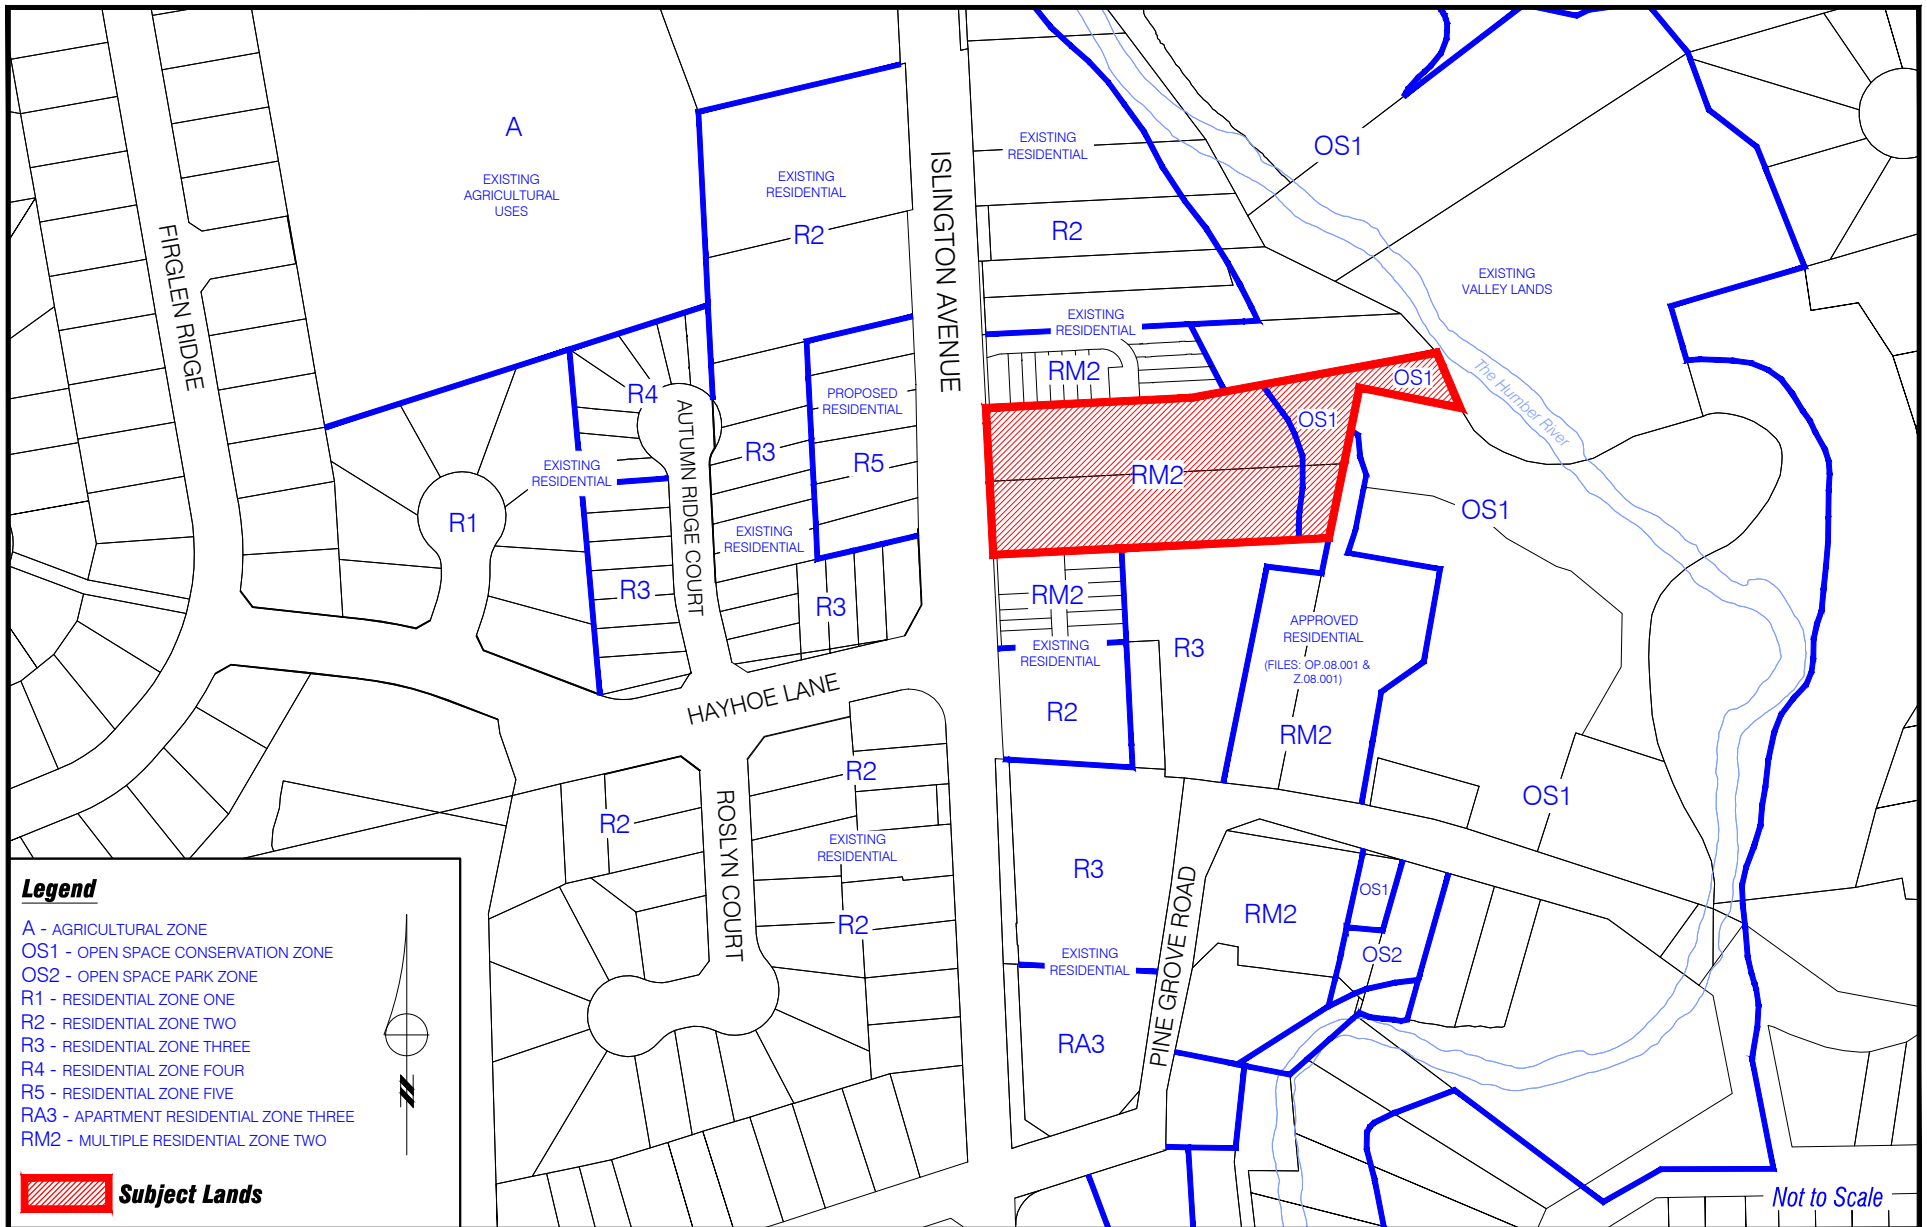 A
EXISTING
AGRICULTURAL
USES
EXISTING
RESIDENTIAL
R2
FIRGLEN RIDGE
ISLINGTON AVENUE
EXISTING
RESIDENTIAL
R2
EXISTING
RESIDENTIAL
RM2
OS1
EXISTING
VALLEY LANDS
The Humber River
OS1
OS1
RM2
R4
AUTUMN RIDGE COURT
PROPOSED
RESIDENTIAL
R3
R5
EXISTING
RESIDENTIAL
EXISTING
RESIDENTIAL
R1
R3
R3
OS1
RM2
EXISTING
RESIDENTIAL
R2
R3
APPROVED
RESIDENTIAL
(FILES: OP.08.001 &
Z.08.001)
RM2
HAYHOE LANE
R2
R2
ROSLYN COURT
EXISTING
RESIDENTIAL
R2
OS1
R3
PINE GROVE ROAD
RM2
OS1
OS2
EXISTING
RESIDENTIAL
RA3
Legend
A - AGRICULTURAL ZONE
OS1 - OPEN SPACE CONSERVATION ZONE
OS2 - OPEN SPACE PARK ZONE
R1 - RESIDENTIAL ZONE ONE
R2 - RESIDENTIAL ZONE TWO
R3 - RESIDENTIAL ZONE THREE
R4 - RESIDENTIAL ZONE FOUR
R5 - RESIDENTIAL ZONE FIVE
RA3 - APARTMENT RESIDENTIAL ZONE THREE
RM2 - MULTIPLE RESIDENTIAL ZONE TWO
N
Subject Lands
Not to Scale